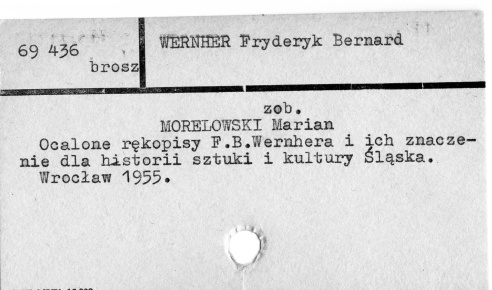 69 436
brosz
WERNHER Fryderyk Bernard
zob.
MORELOWSKI Marian
Ocalone rękopisy F.B.Wernhera i ich znacze-
nie dla historii sztuki i kultury Śląska.
Wrocław 1955.